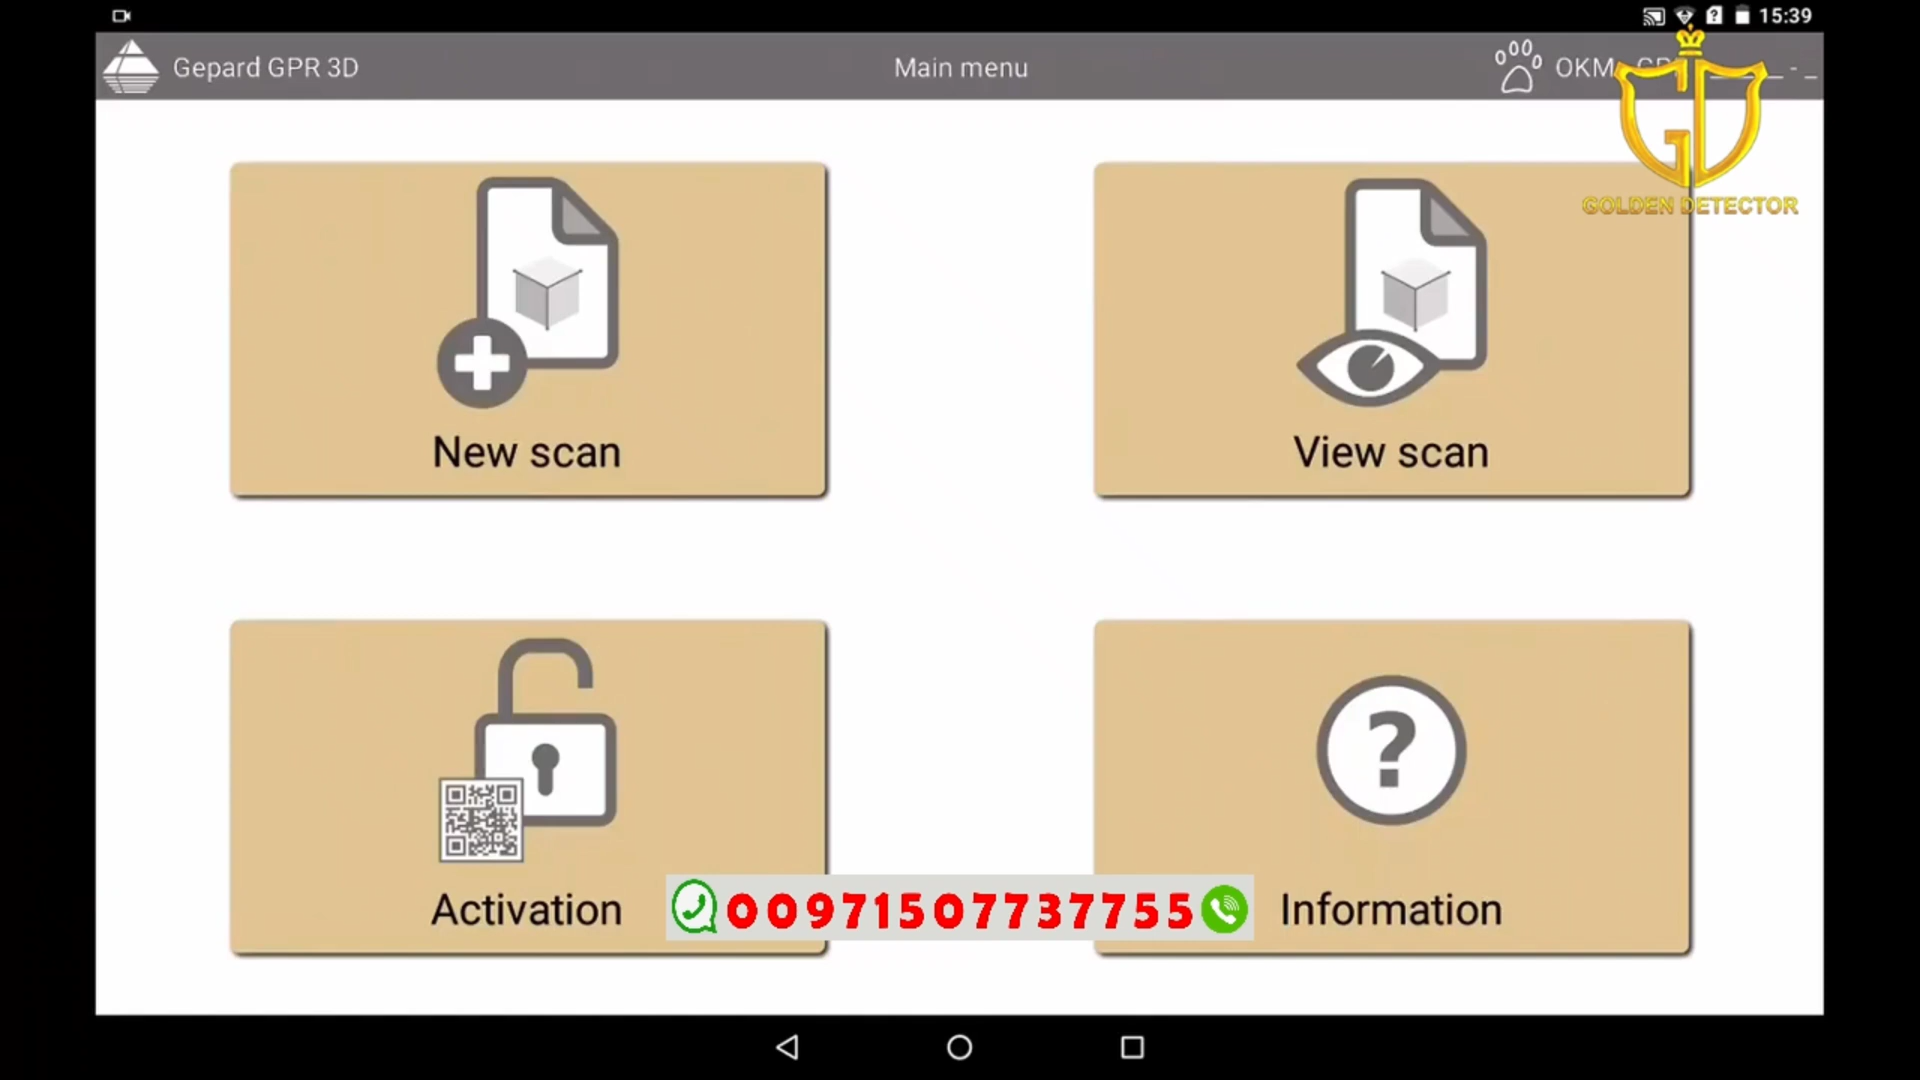 15:39
Gepard GPR 3D
Main menu
OKM
GOLDEN DETECTOR
New scan
View scan
Activation
00971507737755
Information